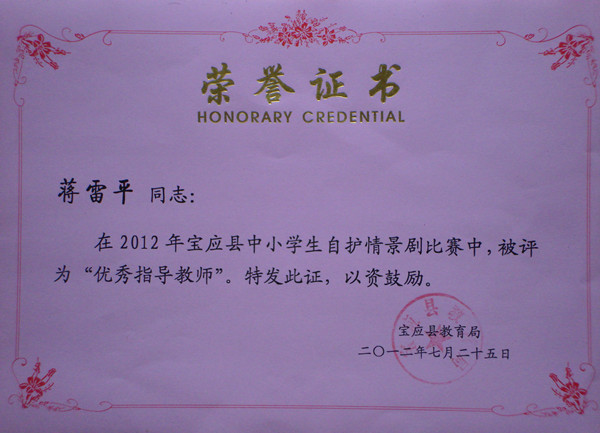 荣誉证书
HONORARY CREDENTIAL
蒋雷平 同志：
在2012年宝应县中小学生自护情景剧比赛中，被评
为“优秀指导教师”。特发此证，以资鼓励。
宝应县教育局
二〇一二年七月二十五日